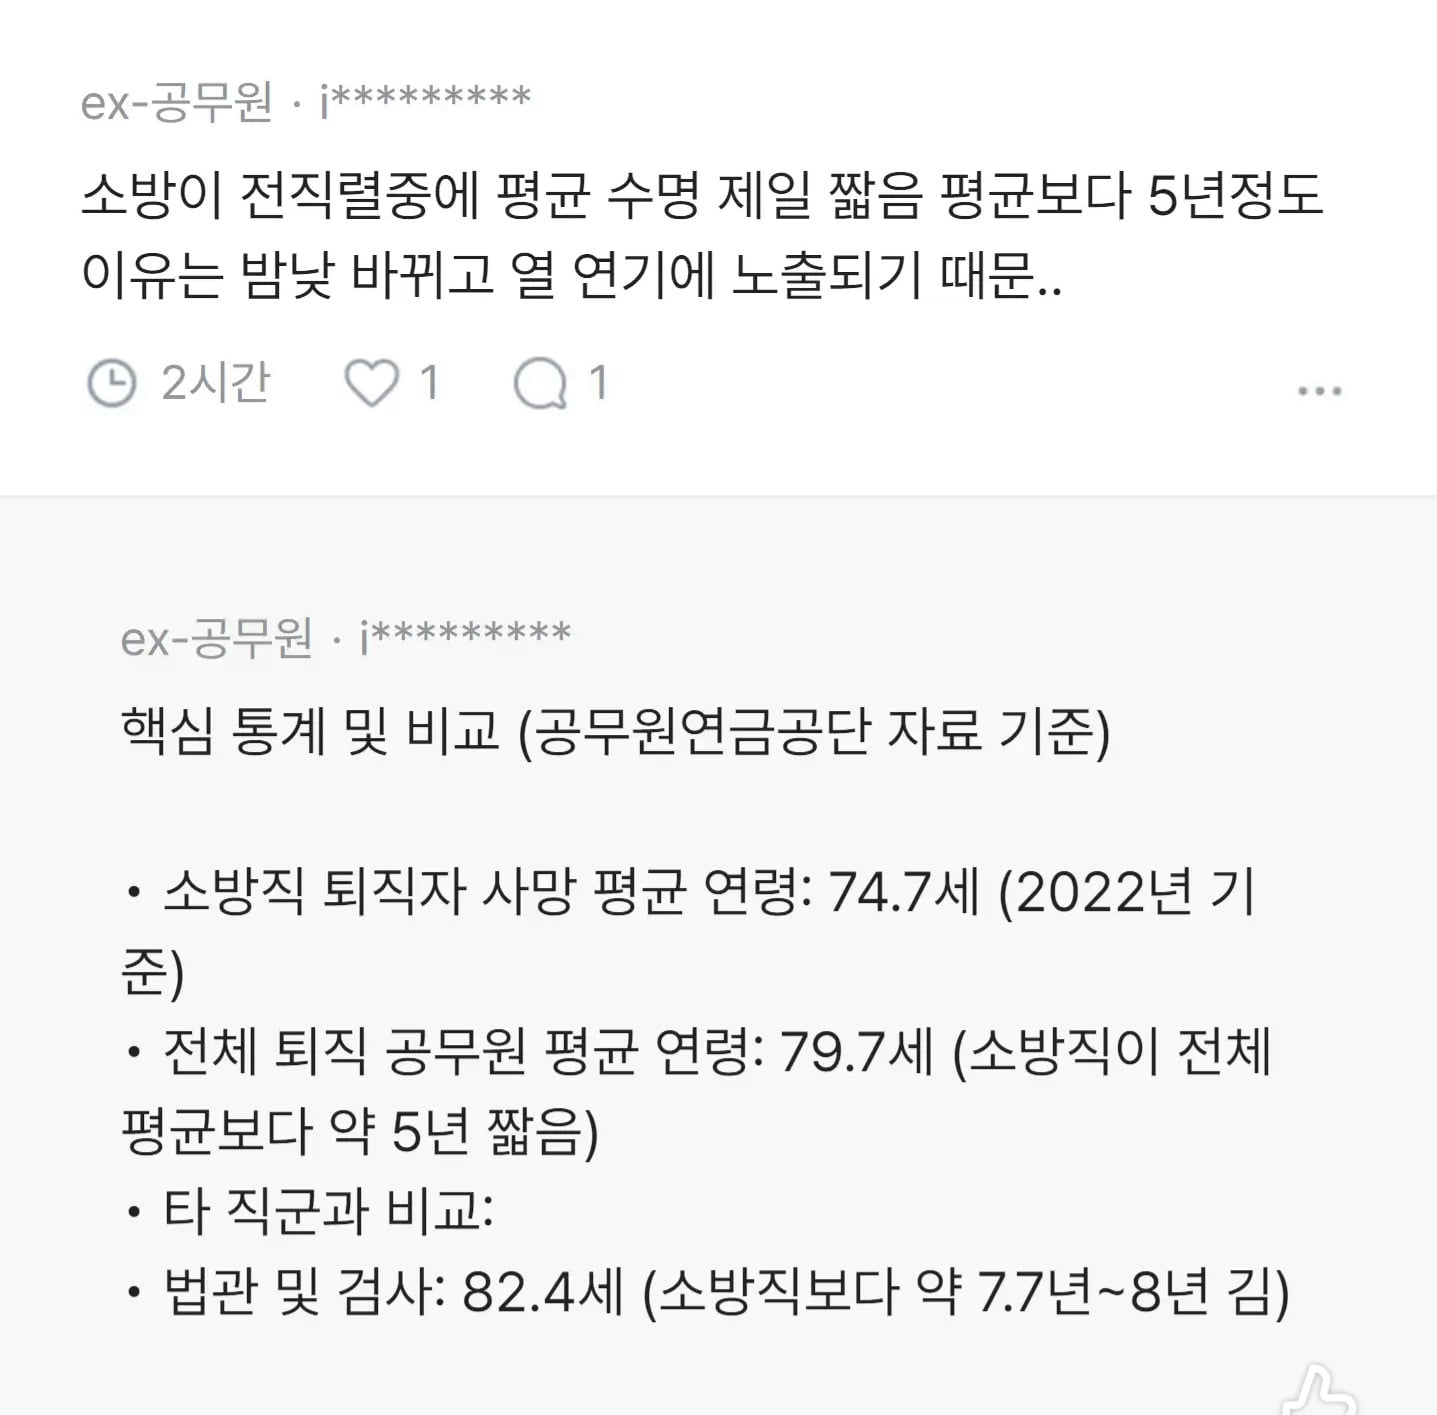 ex-공무원 · i*********
소방이 전직렬중에 평균 수명 제일 짧음 평균보다 5년정도
이유는 밤낮 바뀌고 열 연기에 노출되기 때문..
2시간 1 1
ex-공무원 · i*********
핵심 통계 및 비교 (공무원연금공단 자료 기준)
• 소방직 퇴직자 사망 평균 연령: 74.7세 (2022년 기
준)
• 전체 퇴직 공무원 평균 연령: 79.7세 (소방직이 전체
평균보다 약 5년 짧음)
• 타 직군과 비교:
• 법관 및 검사: 82.4세 (소방직보다 약 7.7년~8년 김)